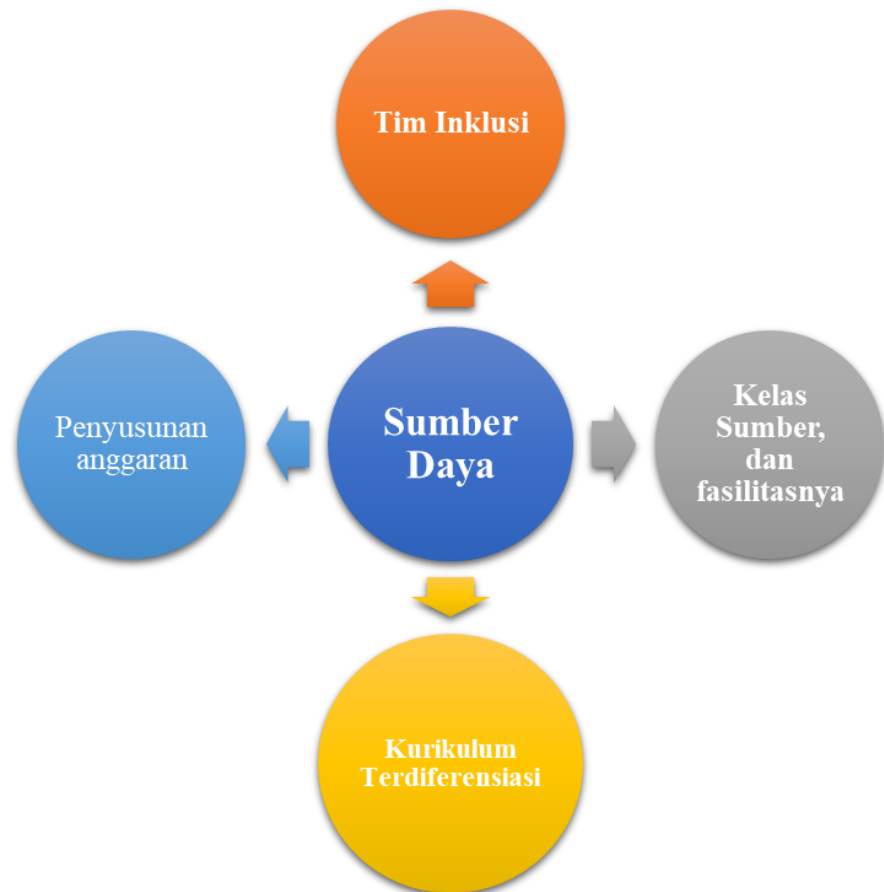 Tim Inklusi
Penyusunan
anggaran
Sumber
Daya
Kelas
Sumber,
dan
fasilitasnya
Kurikulum
Terdiferensiasi